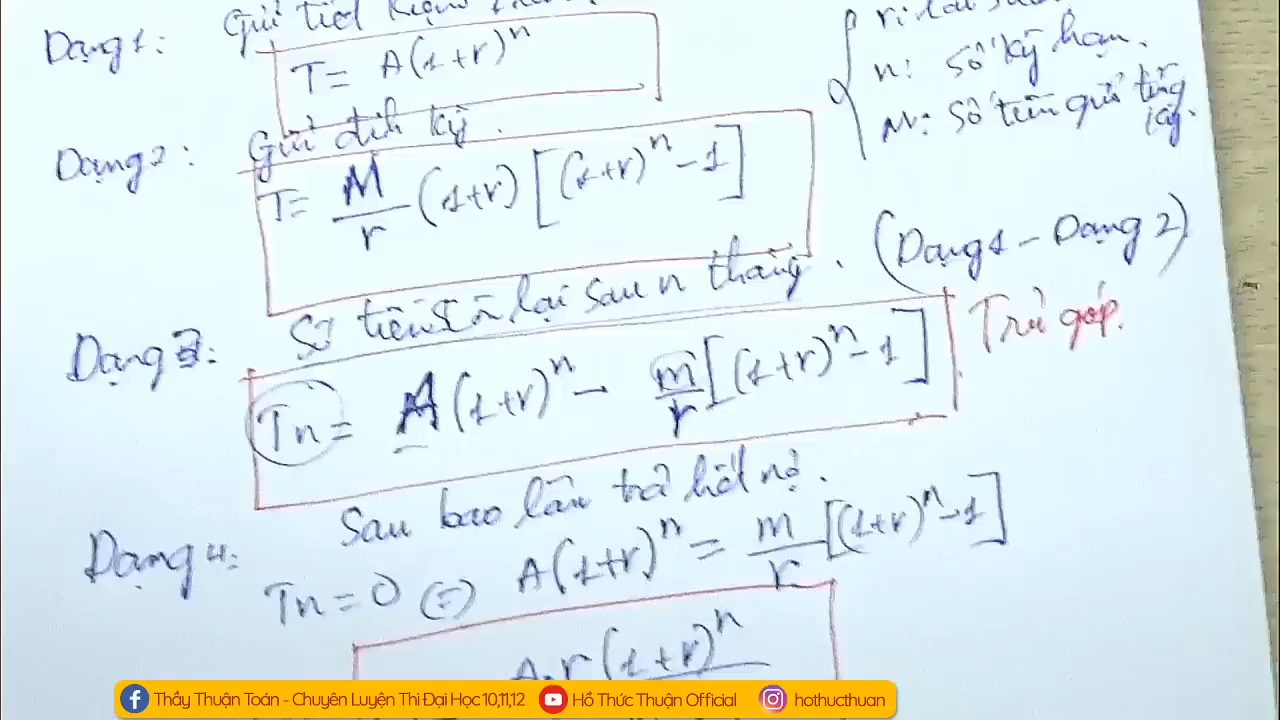 Dạng 1: Gửi tiết kiệm
T = A(1+r)^n
r: lãi suất
n: số kỳ hạn.
M: Số tiền gửi từng
Dạng 2: Gửi định kỳ.
T = M/r (1+r)[(1+r)^n - 1]
Dạng 3: Số tiền còn lại sau n tháng. (Dạng 1 - Dạng 2)
Tn = A(1+r)^n - m/r [(1+r)^n - 1] Trả góp.
Dạng 4: Sau bao lâu trả hết nợ.
Tn = 0 (=) A(1+r)^n = m/r [(1+r)^n - 1]
A.r(1+r)^n
Thầy Thuận Toán - Chuyên Luyện Thi Đại Học 10,11,12 Hồ Thức Thuận Official hothucthuan